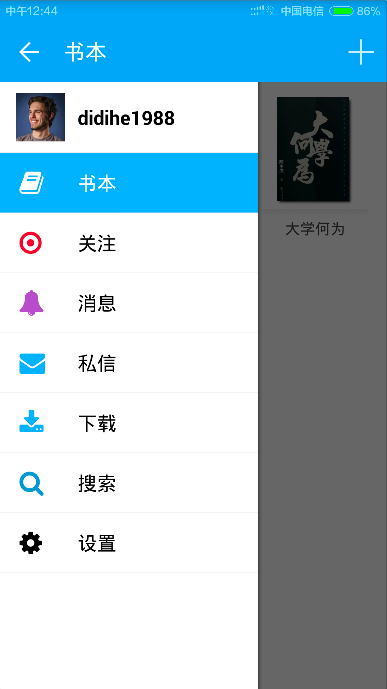 中午12:44 中国电信 86%
书本
didihe1988
书本
关注
消息
私信
下载
搜索
设置
大學何為
大学何为